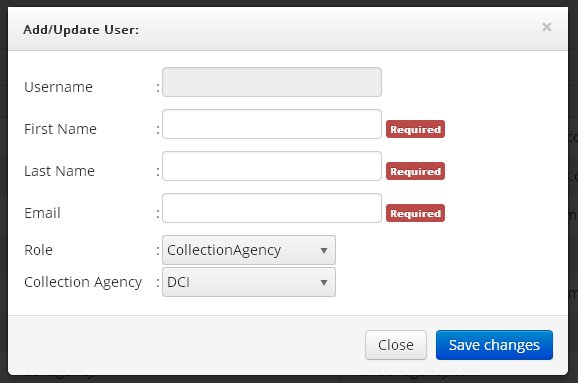 Add/Update User: ×
Username :
First Name : Required
Last Name : Required
Email : Required
Role : CollectionAgency
Collection Agency : DCI
Close Save changes